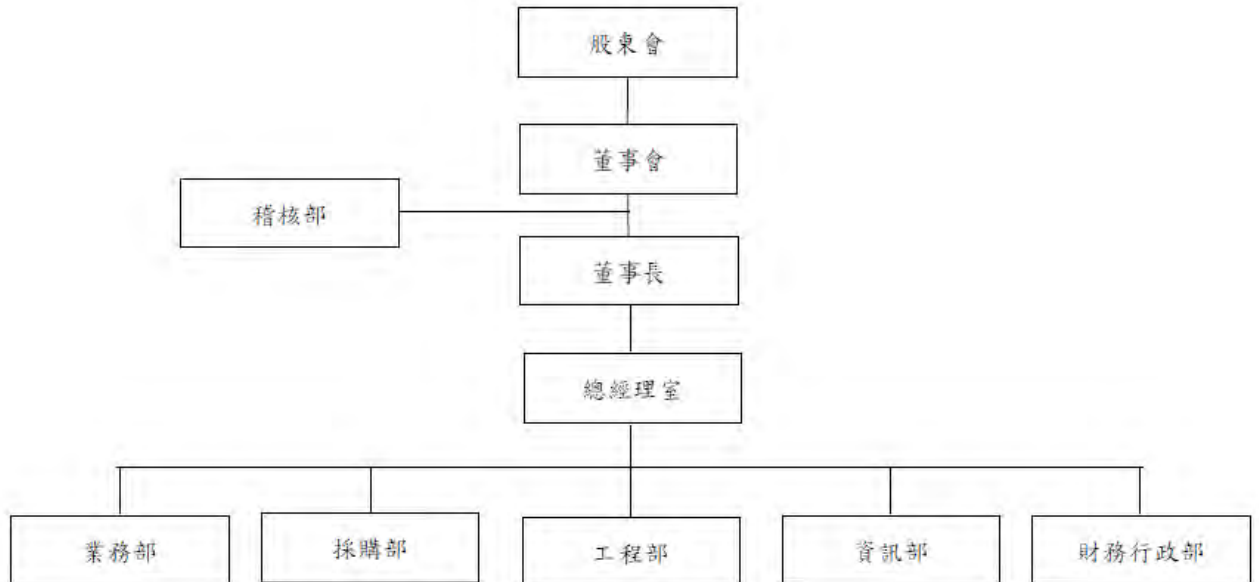 股東會
董事會
稽核部
董事長
總經理室
業務部
採購部
工程部
資訊部
財務行政部